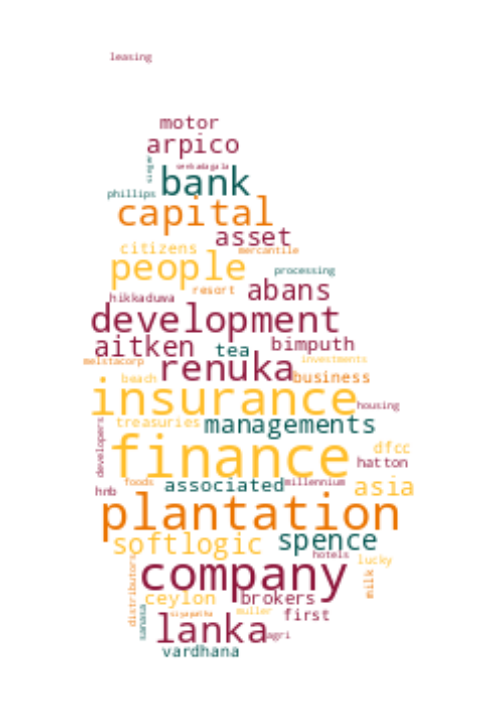 leasing
motor
arpico
singer
senkadagala
bank
phillips
capital
asset
citizens
mercantile
people
processing
resort
abans
hikkaduwa
development
aitken
tea
bimputh
melstacorp
renuka
investments
beach
business
insurance
housing
treasuries
managements
developers
finance
dfcc
hatton
hnb
foods
associated
millennium
asia
plantation
softlogic
spence
hotels
lucky
company
milk
distributors
ceylon
brokers
siyapatha
muller
first
sanasa
lanka
agri
vardhana